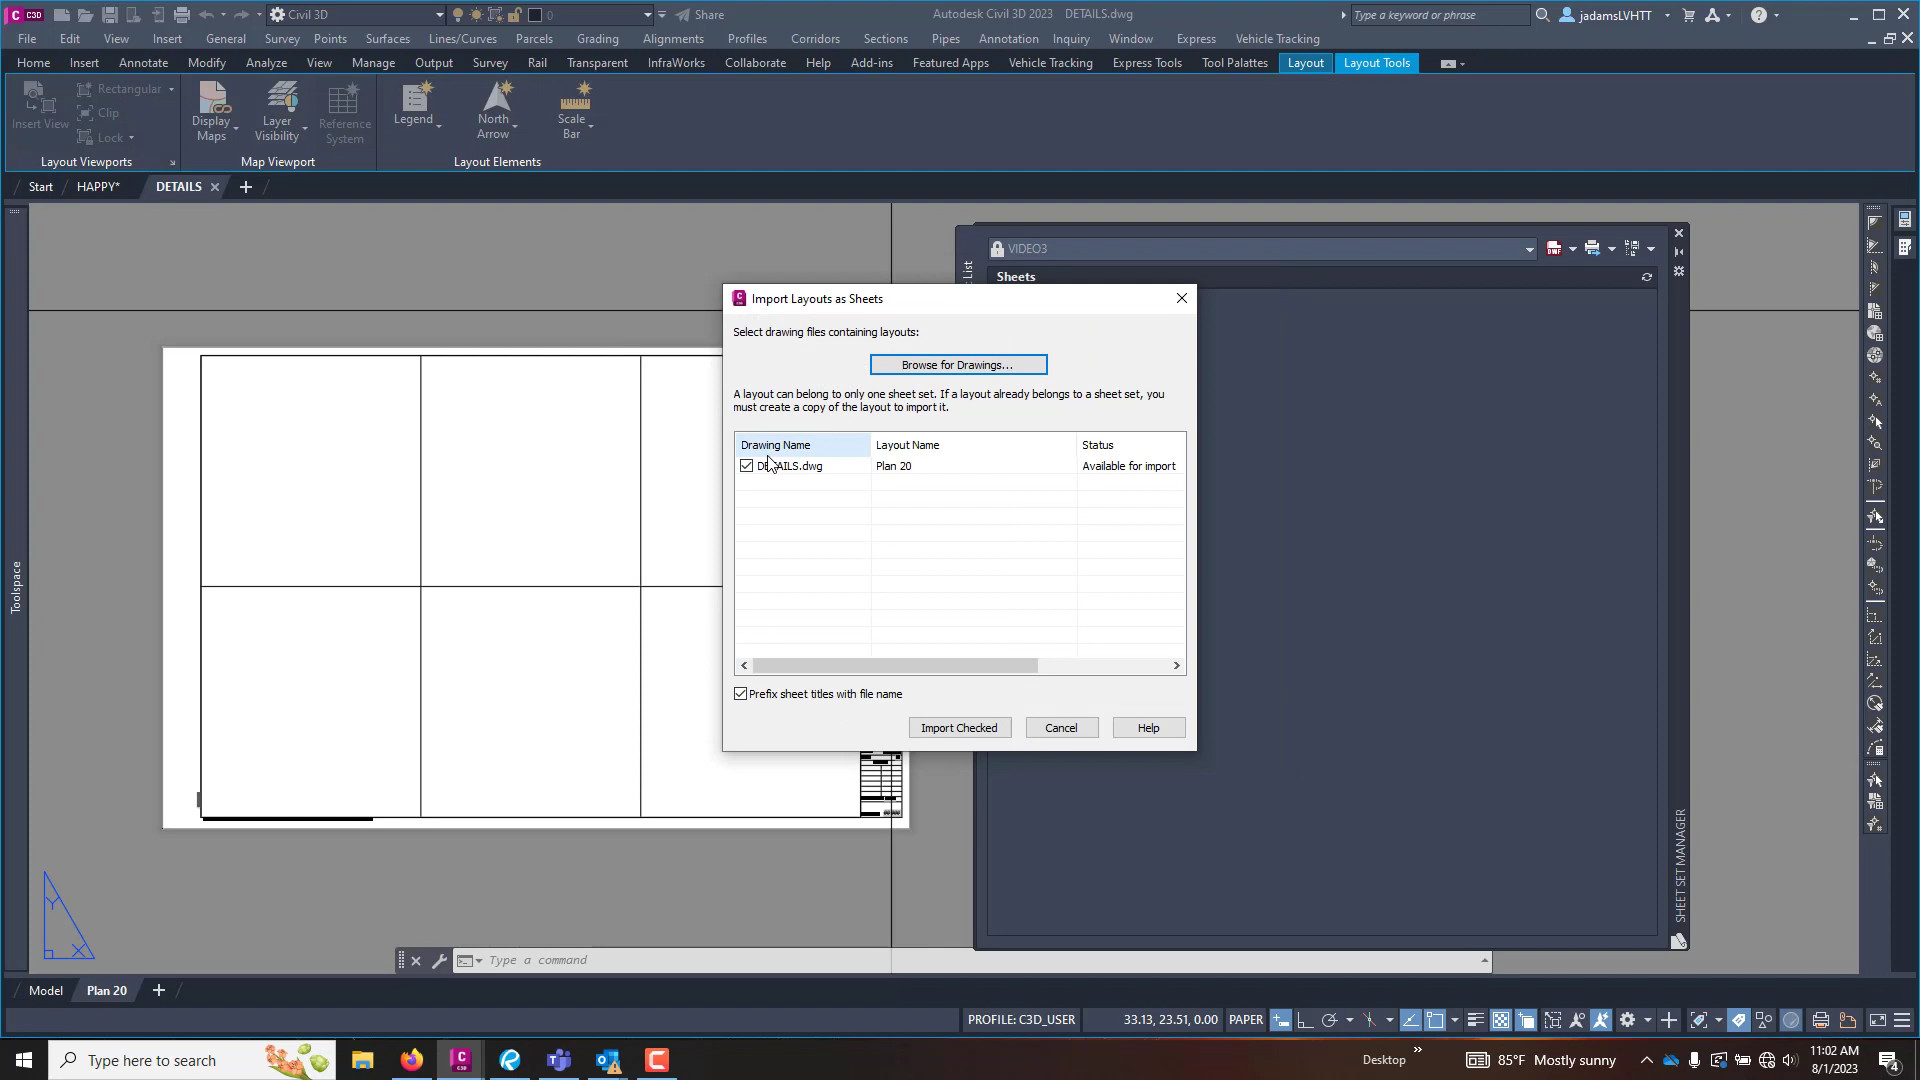 C3D Civil 3D 0 Share Autodesk Civil 3D 2023 DETAILS.dwg Type a keyword or phrase jadamsLVHTT
File Edit View Insert General Survey Points Surfaces Lines/Curves Parcels Grading Alignments Profiles Corridors Sections Pipes Annotation Inquiry Window Express Vehicle Tracking
Home Insert Annotate Modify Analyze View Manage Output Survey Rail Transparent InfraWorks Collaborate Help Add-ins Featured Apps Vehicle Tracking Express Tools Tool Palettes Layout Layout Tools
Insert View Rectangular Clip Lock
Display Maps Layer Visibility Reference System
Legend North Arrow Scale Bar
Layout Viewports Map Viewport Layout Elements
Start HAPPY* DETAILS
VIDEO3
DWF
List
Sheets
Import Layouts as Sheets
Select drawing files containing layouts:
Browse for Drawings...
A layout can belong to only one sheet set. If a layout already belongs to a sheet set, you
must create a copy of the layout to import it.
Drawing Name Layout Name Status
DETAILS.dwg Plan 20 Available for import
Prefix sheet titles with file name
Import Checked Cancel Help
Toolspace
SHEET SET MANAGER
Y
X
Type a command
Model Plan 20
PROFILE: C3D_USER 33.13, 23.51, 0.00 PAPER
Type here to search Desktop 85°F Mostly sunny 11:02 AM
8/1/2023 4